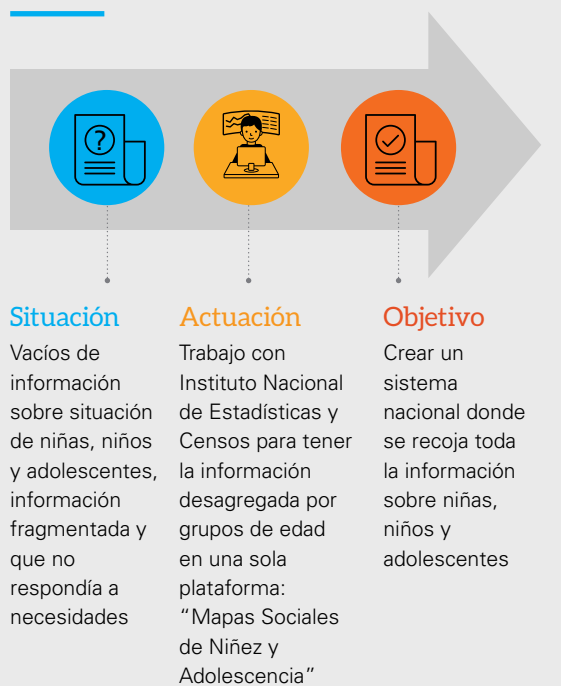 Situación
Vacíos de
información
sobre situación
de niñas, niños
y adolescentes,
información
fragmentada y
que no
respondía a
necesidades
Actuación
Trabajo con
Instituto Nacional
de Estadísticas y
Censos para tener
la información
desagregada por
grupos de edad
en una sola
plataforma:
“Mapas Sociales
de Niñez y
Adolescencia”
Objetivo
Crear un
sistema
nacional donde
se recoja toda
la información
sobre niñas,
niños y
adolescentes